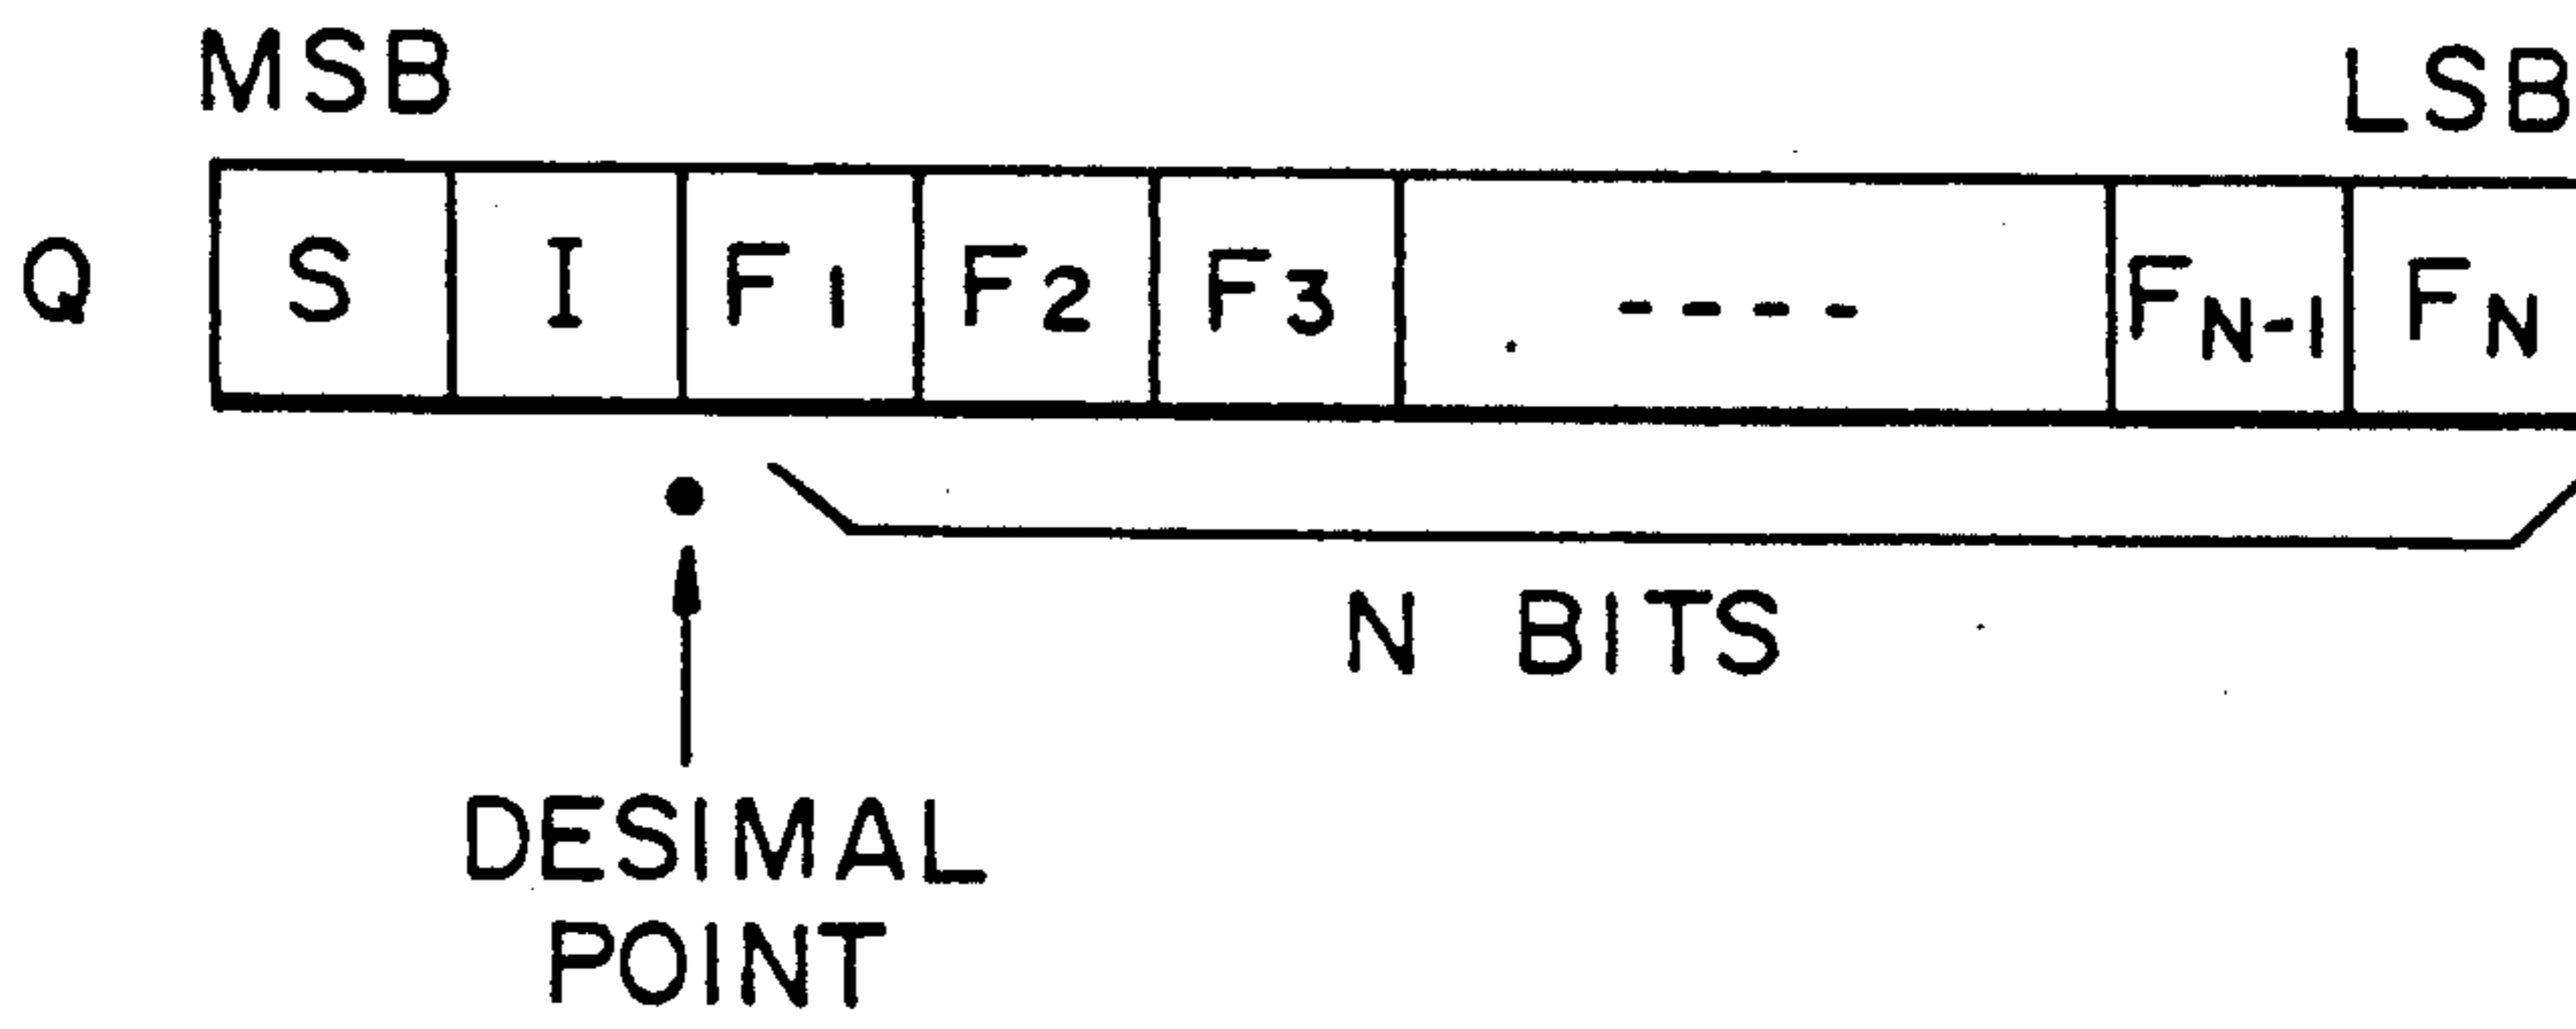 MSB LSB
Q S I F1 F2 F3 ---- FN-1 FN
N BITS
DESIMAL
POINT